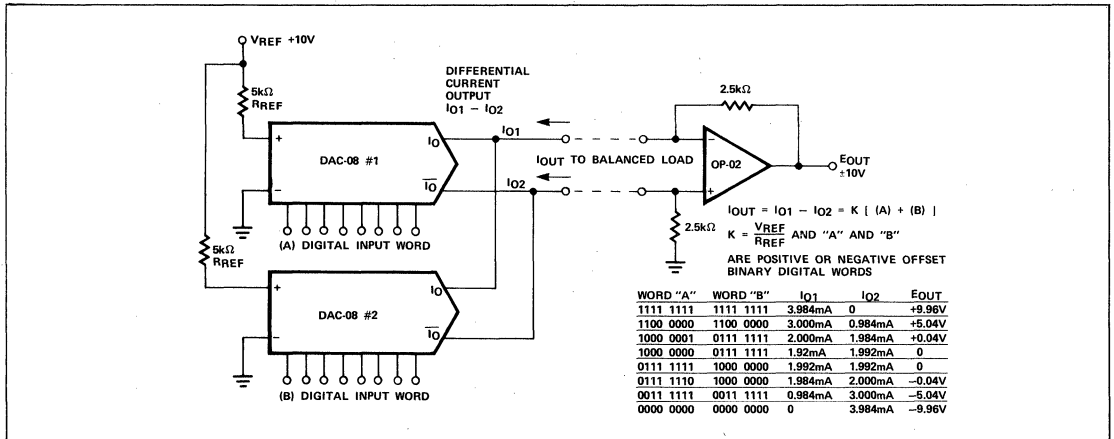 VREF +10V
5kΩ
RREF
DIFFERENTIAL
CURRENT
OUTPUT
IO1 − IO2
2.5kΩ
+
−
DAC-08 #1
IO
IO1
IO̅
IO2
IOUT TO BALANCED LOAD
−
+
OP-02
EOUT
±10V
2.5kΩ
(A) DIGITAL INPUT WORD
5kΩ
RREF
+
−
DAC-08 #2
IO
IO̅
(B) DIGITAL INPUT WORD
IOUT = IO1 − IO2 = K [ (A) + (B) ]
K = VREF/RREF AND "A" AND "B"
ARE POSITIVE OR NEGATIVE OFFSET
BINARY DIGITAL WORDS
WORD "A" WORD "B" IO1 IO2 EOUT
1111 1111 1111 1111 3.984mA 0 +9.96V
1100 0000 1100 0000 3.000mA 0.984mA +5.04V
1000 0001 0111 1111 2.000mA 1.984mA +0.04V
1000 0000 0111 1111 1.92mA 1.992mA 0
0111 1111 1000 0000 1.992mA 1.992mA 0
0111 1110 1000 0000 1.984mA 2.000mA −0.04V
0011 1111 0011 1111 0.984mA 3.000mA −5.04V
0000 0000 0000 0000 0 3.984mA −9.96V